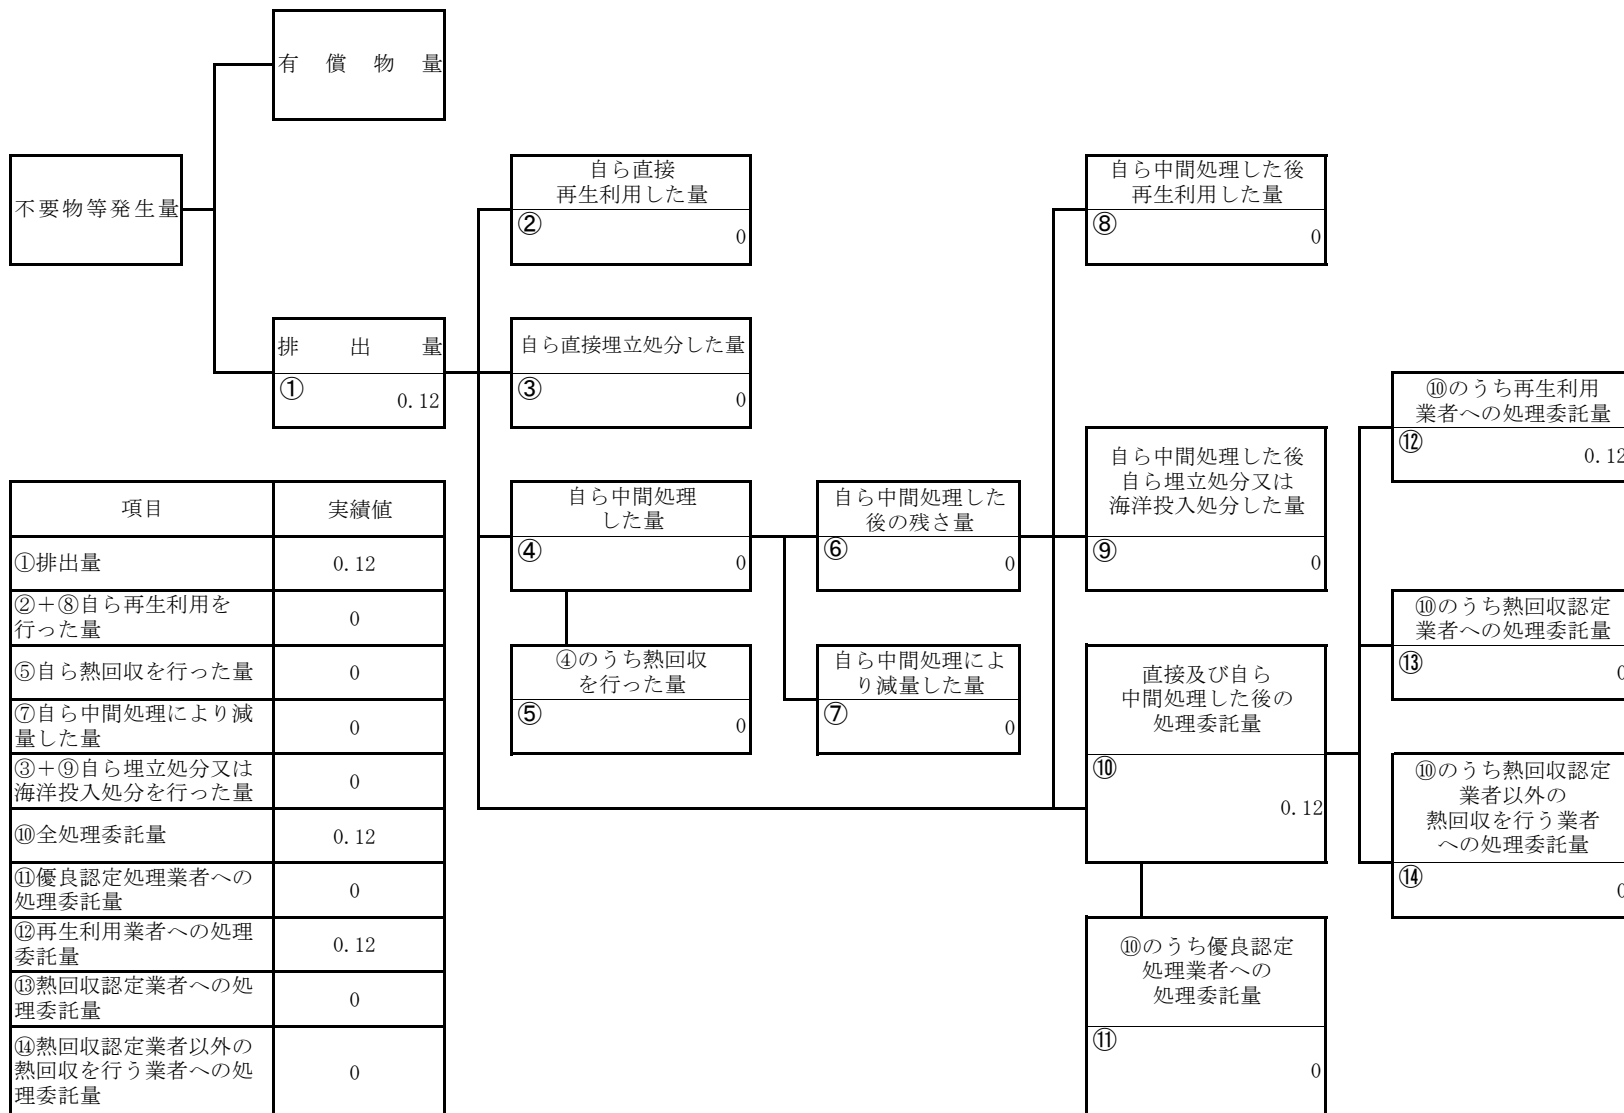 有償物量
不要物等発生量
自ら直接
再生利用した量
②
0
自ら中間処理した後
再生利用した量
⑧
0
排出量
①
0.12
自ら直接埋立処分した量
③
0
⑩のうち再生利用
業者への処理委託量
⑫
0.12
自ら中間処理した後
自ら埋立処分又は
海洋投入処分した量
⑨
0
自ら中間処理
した量
④
0
自ら中間処理した
後の残さ量
⑥
0
⑩のうち熱回収認定
業者への処理委託量
⑬
0
④のうち熱回収
を行った量
⑤
0
自ら中間処理によ
り減量した量
⑦
0
直接及び自ら
中間処理した後の
処理委託量
⑩
0.12
⑩のうち熱回収認定
業者以外の
熱回収を行う業者
への処理委託量
⑭
0
⑩のうち優良認定
処理業者への
処理委託量
⑪
0
項目 実績値
①排出量 0.12
②+⑧自ら再生利用を
行った量 0
⑤自ら熱回収を行った量 0
⑦自ら中間処理により減
量した量 0
③+⑨自ら埋立処分又は
海洋投入処分を行った量 0
⑩全処理委託量 0.12
⑪優良認定処理業者への
処理委託量 0
⑫再生利用業者への処理
委託量 0.12
⑬熱回収認定業者への処
理委託量 0
⑭熱回収認定業者以外の
熱回収を行う業者への処
理委託量 0